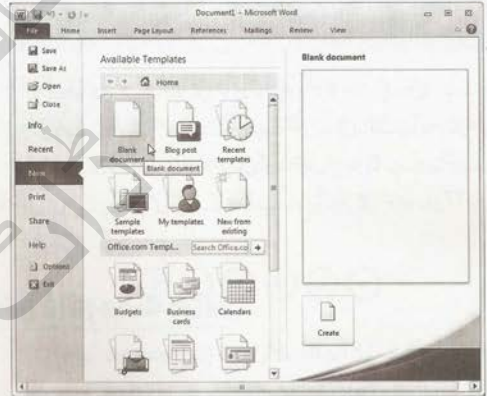 Document1 - Microsoft Word
File Home Insert Page Layout References Mailings Review View
Save
Save As
Open
Close
Info
Recent
New
Print
Share
Help
Options
Exit
Available Templates
Home
Blank document
Blog post
Recent templates
Blank document
Sample templates
My templates
New from existing
Office.com Templ... Search Office.co
Budgets
Business cards
Calendars
Blank document
Create